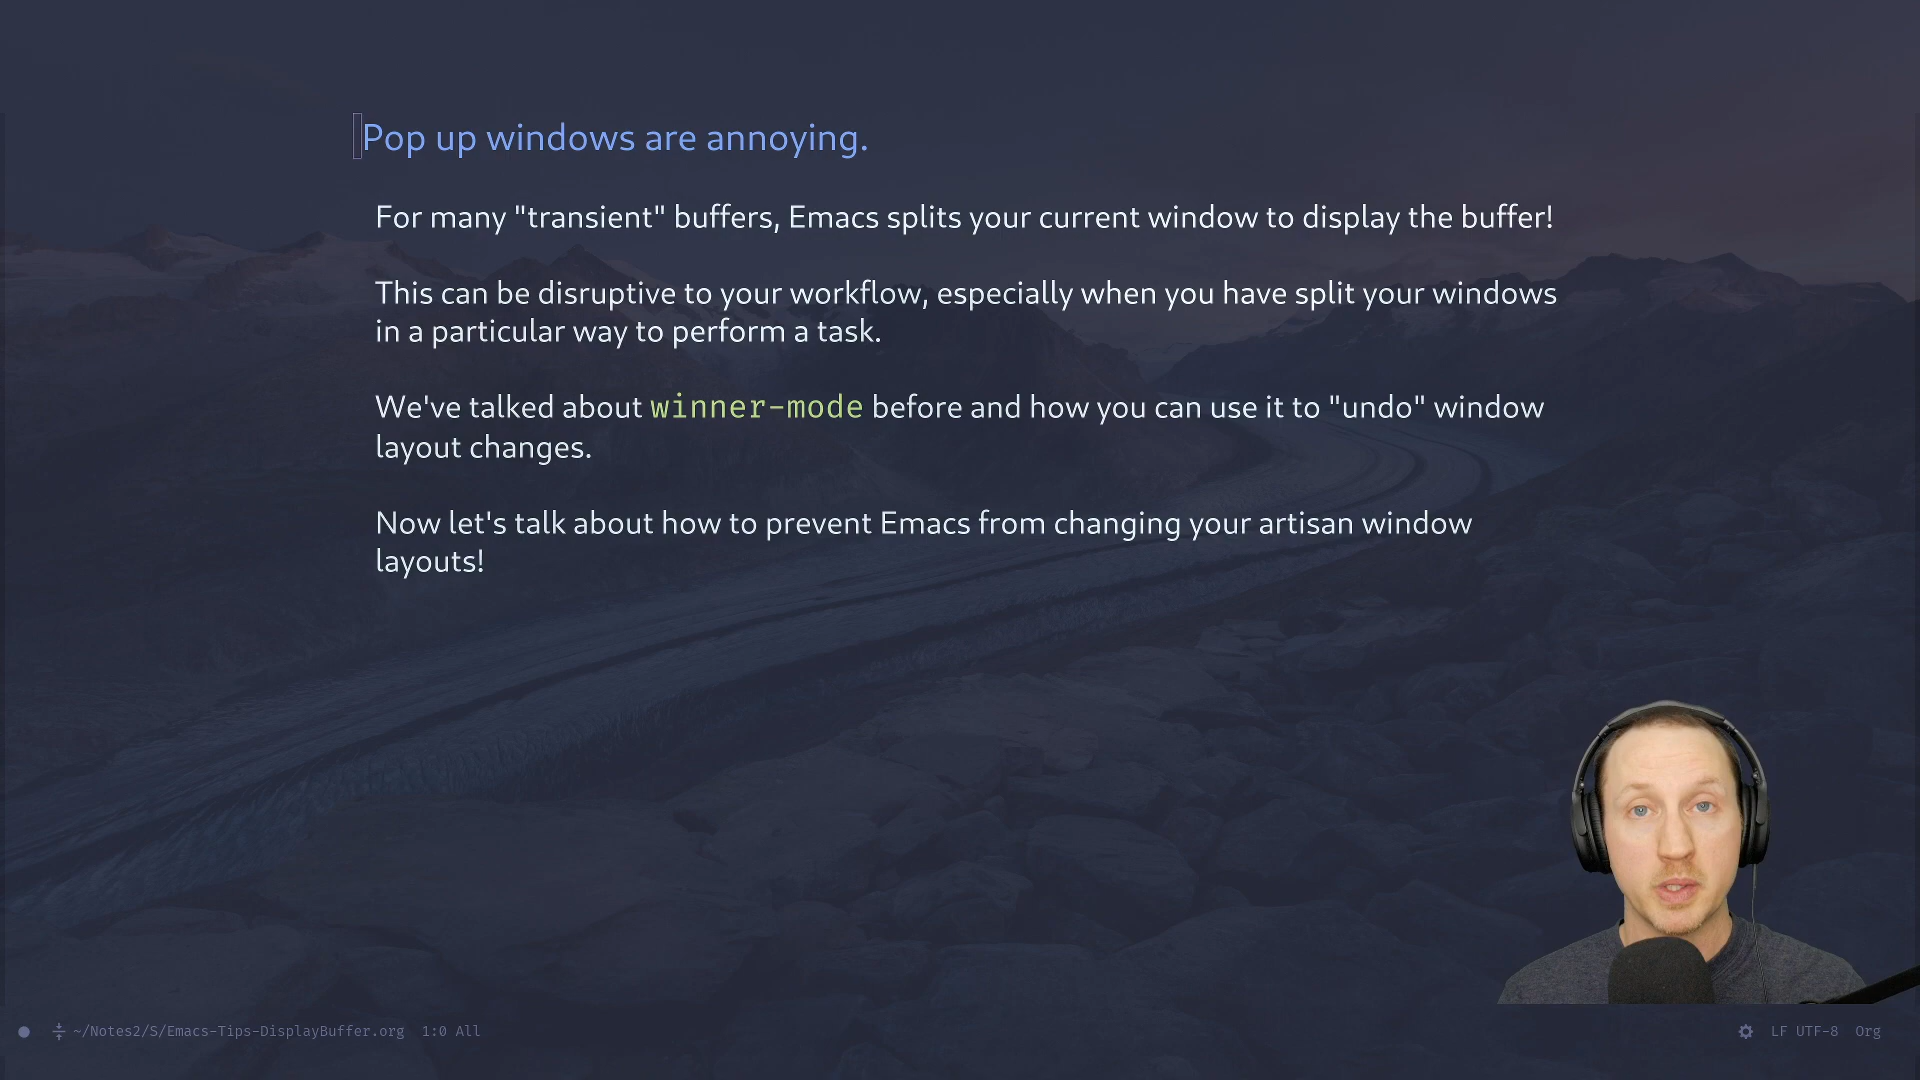 Pop up windows are annoying.
For many "transient" buffers, Emacs splits your current window to display the buffer!
This can be disruptive to your workflow, especially when you have split your windows
in a particular way to perform a task.
We've talked about winner-mode before and how you can use it to "undo" window
layout changes.
Now let's talk about how to prevent Emacs from changing your artisan window
layouts!
~/Notes2/S/Emacs-Tips-DisplayBuffer.org 1:0 All
LF UTF-8 Org